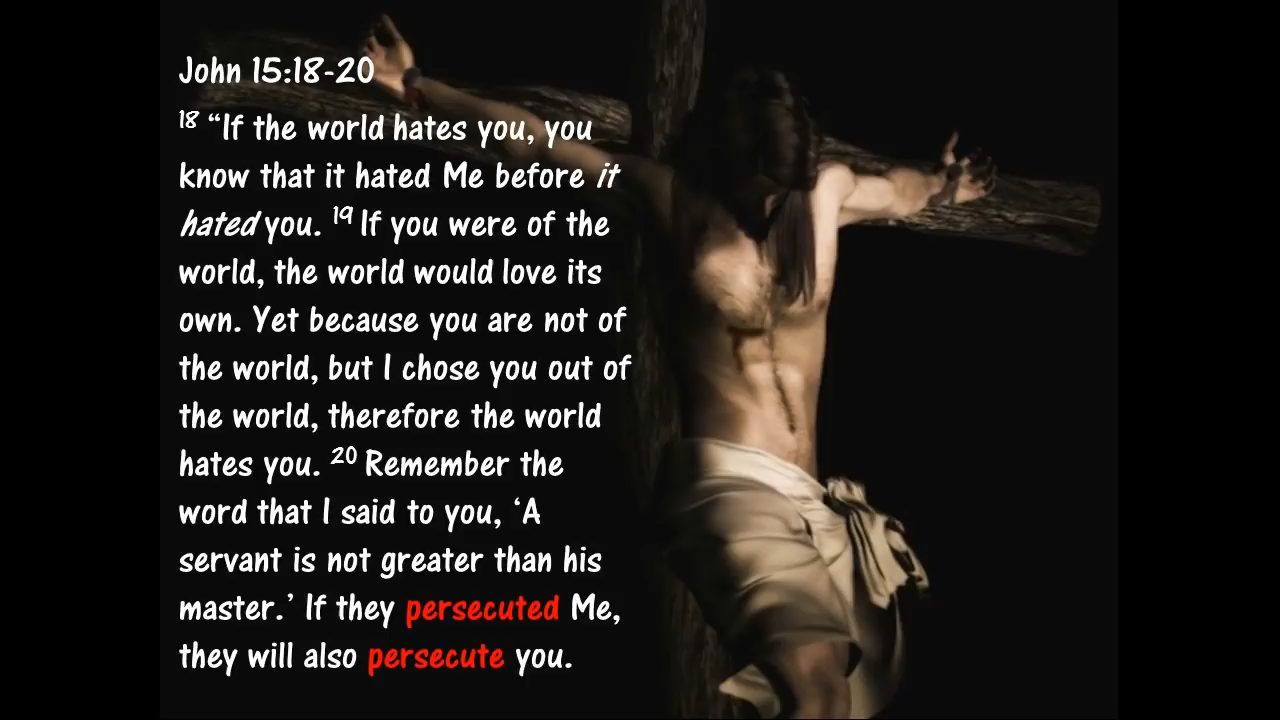 John 15:18-20
18 “If the world hates you, you
know that it hated Me before it
hated you. 19 If you were of the
world, the world would love its
own. Yet because you are not of
the world, but I chose you out of
the world, therefore the world
hates you. 20 Remember the
word that I said to you, ‘A
servant is not greater than his
master.’ If they persecuted Me,
they will also persecute you.